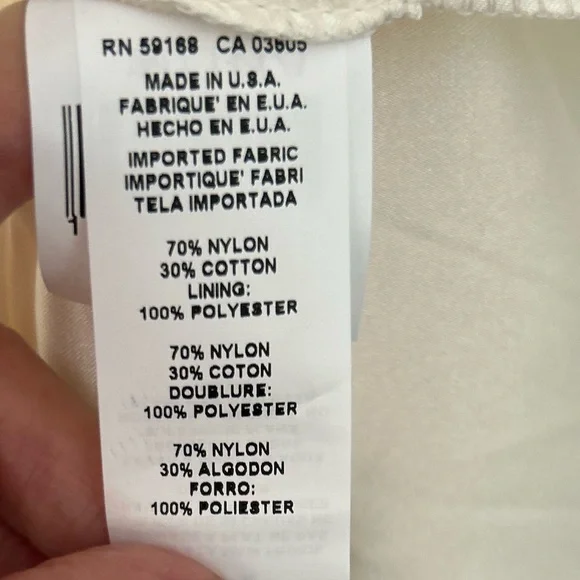 RN 59168 CA 03605
MADE IN U.S.A.
FABRIQUE' EN E.U.A.
HECHO EN E.U.A.
IMPORTED FABRIC
IMPORTIQUE' FABRI
TELA IMPORTADA
70% NYLON
30% COTTON
LINING:
100% POLYESTER
70% NYLON
30% COTON
DOUBLURE:
100% POLYESTER
70% NYLON
30% ALGODON
FORRO:
100% POLIESTER